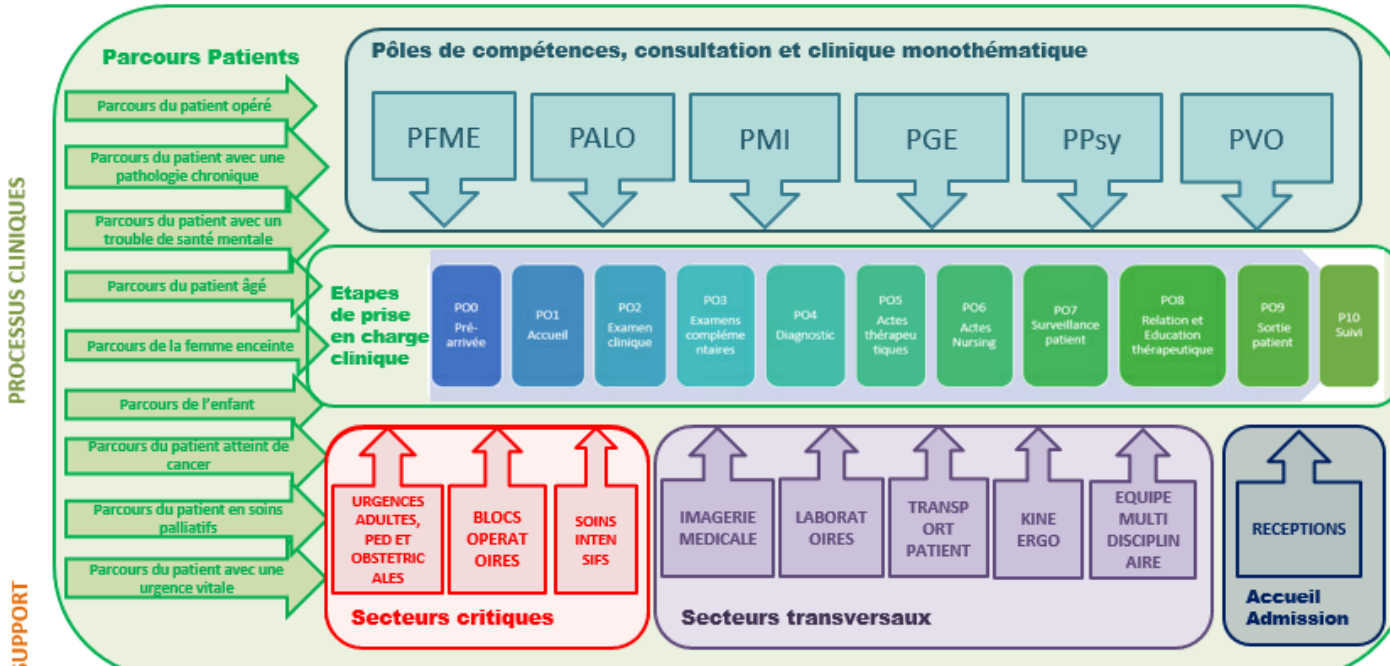 PROCESSUS CLINIQUES
SUPPORT
Parcours Patients
Parcours du patient opéré
Parcours du patient avec une
pathologie chronique
Parcours du patient avec un
trouble de santé mentale
Parcours du patient âgé
Parcours de la femme enceinte
Parcours de l'enfant
Parcours du patient atteint de
cancer
Parcours du patient en soins
palliatifs
Parcours du patient avec une
urgence vitale
Pôles de compétences, consultation et clinique monothématique
PFME
PALO
PMI
PGE
PPsy
PVO
Etapes
de prise
en charge
clinique
PO0
Pré-
arrivée
PO1
Accueil
PO2
Examen
clinique
PO3
Examens
compléme
ntaires
PO4
Diagnostic
PO5
Actes
thérapeu
tiques
PO6
Actes
Nursing
PO7
Surveillance
patient
PO8
Relation et
Education
thérapeutique
PO9
Sortie
patient
P10
Suivi
URGENCES
ADULTES,
PED ET
OBSTETRIC
ALES
BLOCS
OPERAT
OIRES
SOINS
INTEN
SIFS
Secteurs critiques
IMAGERIE
MEDICALE
LABORAT
OIRES
TRANSP
ORT
PATIENT
KINE
ERGO
EQUIPE
MULTI
DISCIPLIN
AIRE
Secteurs transversaux
RECEPTIONS
Accueil
Admission